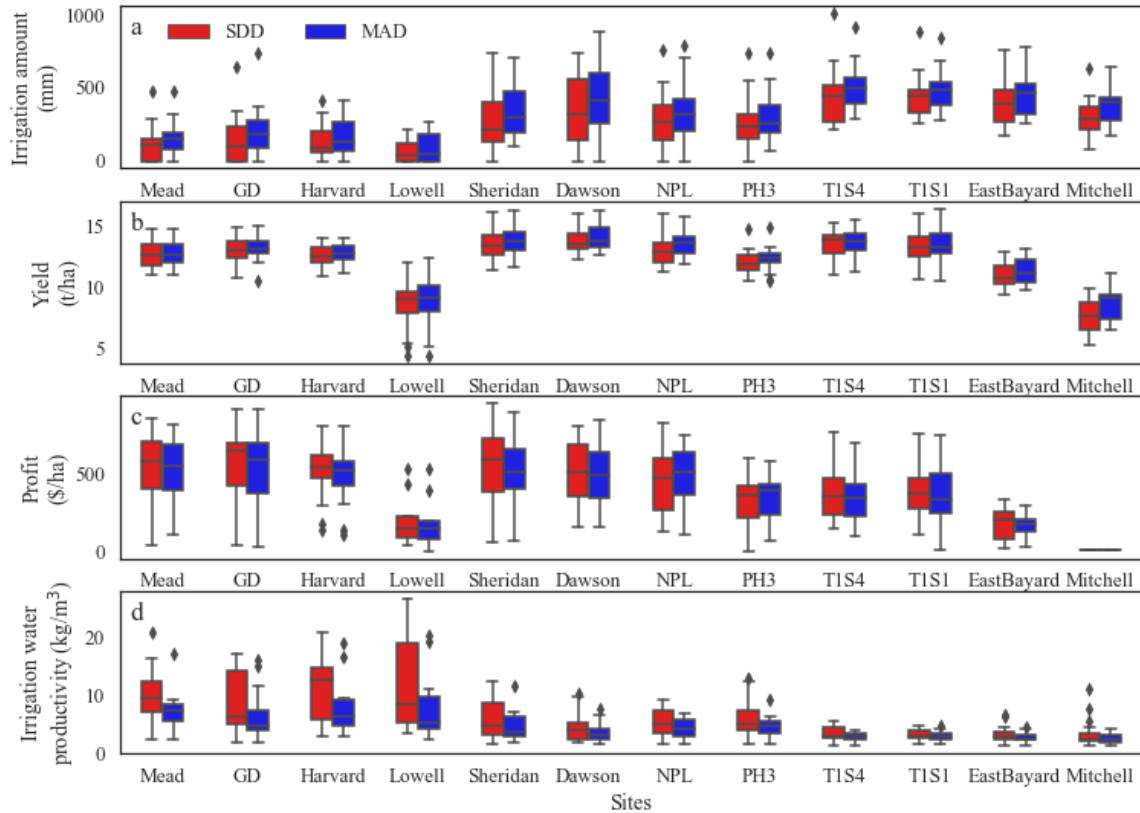 1000
a
SDD
MAD
500
0
Irrigation amount
(mm)
Mead GD Harvard Lowell Sheridan Dawson NPL PH3 T1S4 T1S1 EastBayard Mitchell
b
15
10
5
Yield
(t/ha)
Mead GD Harvard Lowell Sheridan Dawson NPL PH3 T1S4 T1S1 EastBayard Mitchell
c
500
0
Profit
($/ha)
Mead GD Harvard Lowell Sheridan Dawson NPL PH3 T1S4 T1S1 EastBayard Mitchell
d
20
10
0
Irrigation water
productivity (kg/m³)
Mead GD Harvard Lowell Sheridan Dawson NPL PH3 T1S4 T1S1 EastBayard Mitchell
Sites